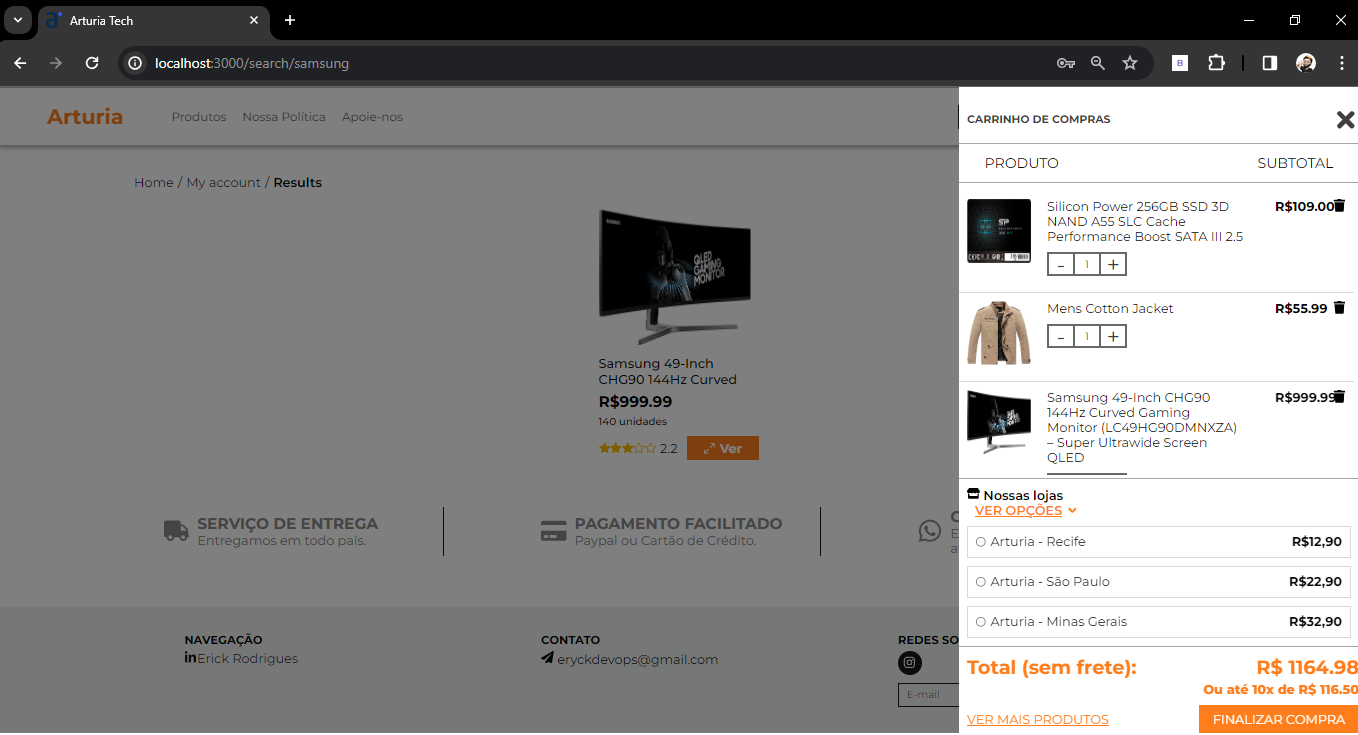 Arturia Tech
localhost:3000/search/samsung
Arturia
Produtos
Nossa Política
Apoie-nos
Home / My account / Results
SAMSUNG
QLED
GAMING
MONITOR
Samsung 49-Inch
CHG90 144Hz Curved
R$999.99
140 unidades
2.2
Ver
SERVIÇO DE ENTREGA
Entregamos em todo país.
PAGAMENTO FACILITADO
Paypal ou Cartão de Crédito.
NAVEGAÇÃO
Erick Rodrigues
CONTATO
eryckdevops@gmail.com
REDES SO
E-mail
CARRINHO DE COMPRAS
PRODUTO
SUBTOTAL
SP
Silicon Power 256GB SSD 3D
NAND A55 SLC Cache
Performance Boost SATA III 2.5
R$109.00
- 1 +
Mens Cotton Jacket
R$55.99
- 1 +
Samsung 49-Inch CHG90
144Hz Curved Gaming
Monitor (LC49HG90DMNXZA)
– Super Ultrawide Screen
QLED
R$999.99
Nossas lojas
VER OPÇÕES
Arturia - Recife
R$12,90
Arturia - São Paulo
R$22,90
Arturia - Minas Gerais
R$32,90
Total (sem frete):
R$ 1164.98
Ou até 10x de R$ 116.50
VER MAIS PRODUTOS
FINALIZAR COMPRA